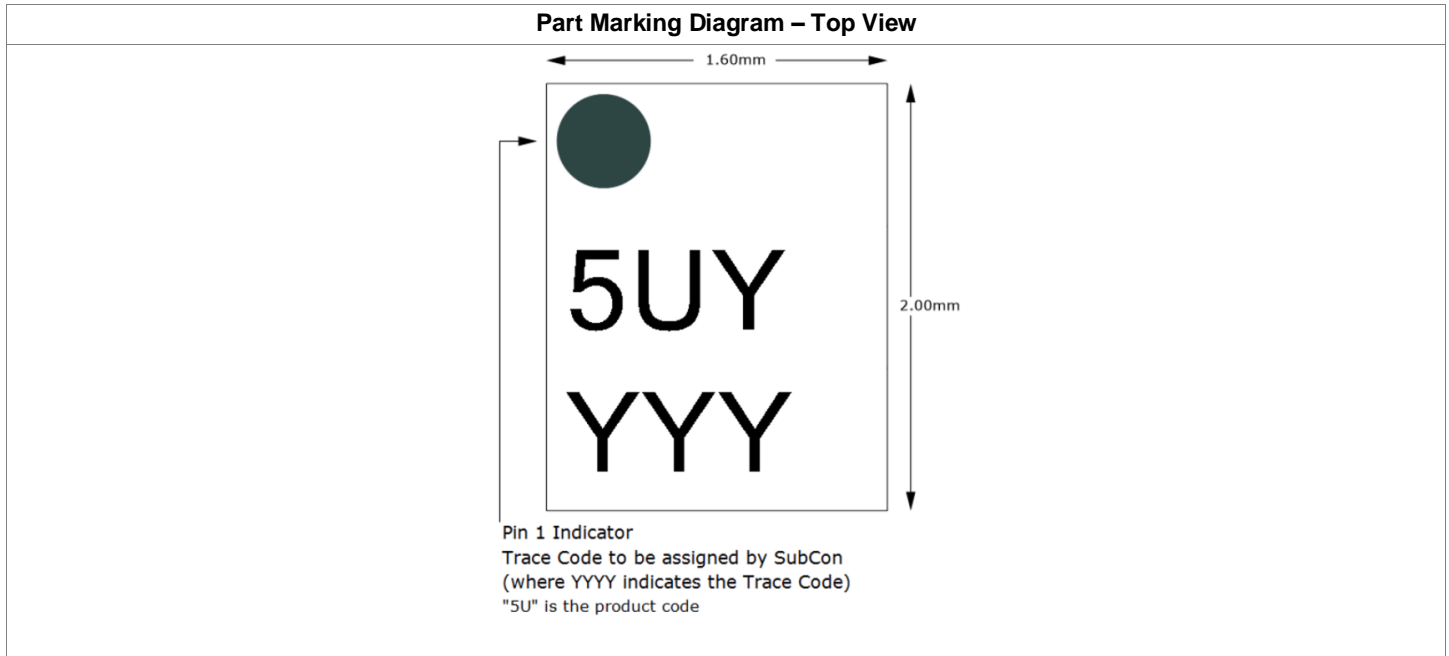 Part Marking Diagram – Top View
1.60mm
5UY
2.00mm
YYY
Pin 1 Indicator
Trace Code to be assigned by SubCon
(where YYYY indicates the Trace Code)
"5U" is the product code